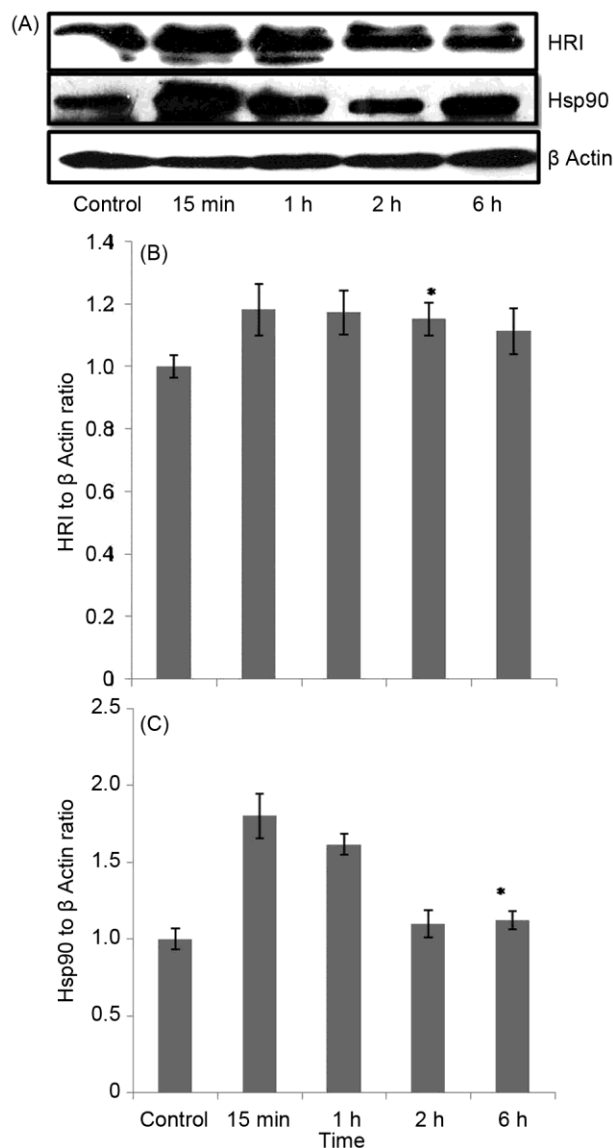 (A)
HRI
Hsp90
β Actin
Control 15 min 1 h 2 h 6 h
(B)
HRI to β Actin ratio
1.4
1.2
1.0
0.8
0.6
0.4
0.2
0
*
(C)
Hsp90 to β Actin ratio
2.5
2.0
1.5
1.0
0.5
0
*
Control 15 min 1 h 2 h 6 h
Time